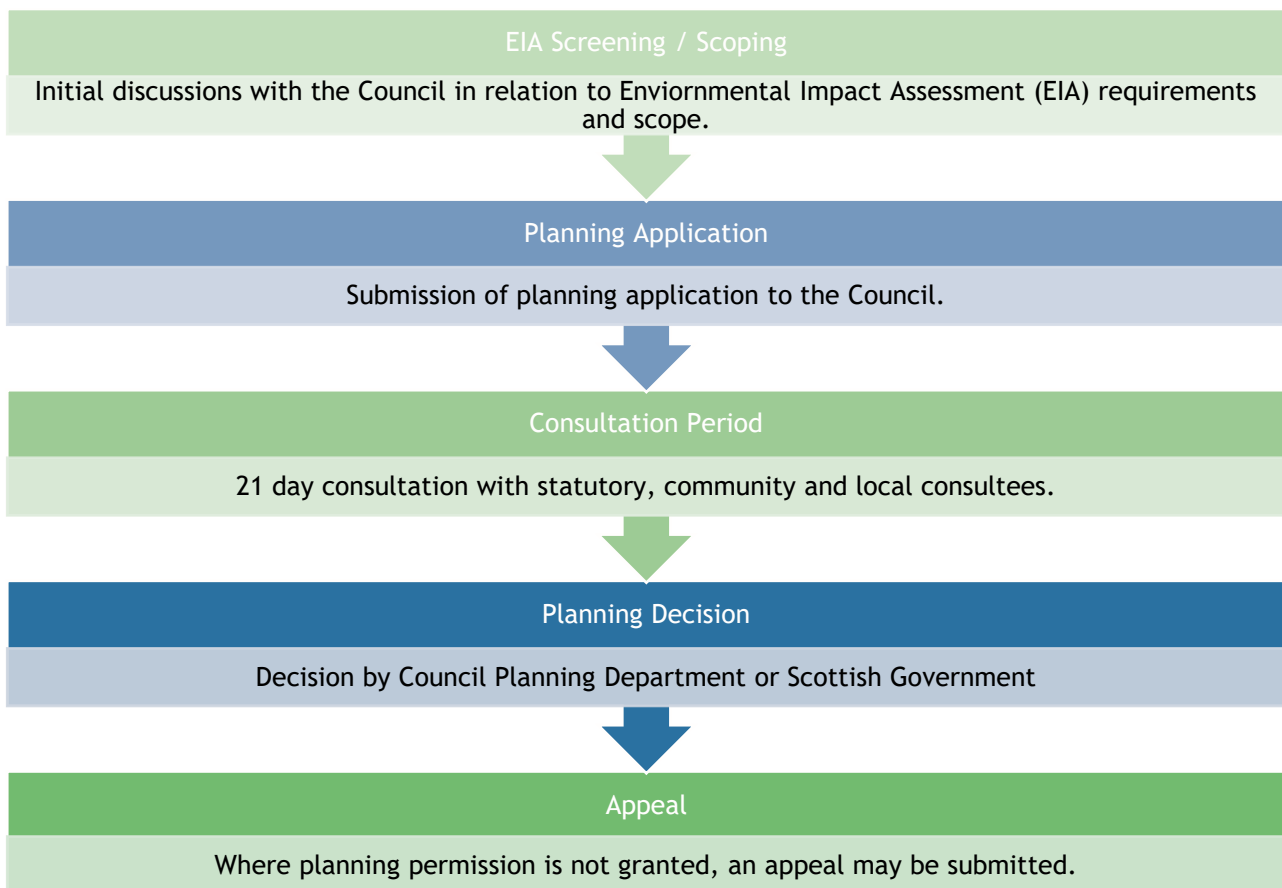 EIA Screening / Scoping
Initial discussions with the Council in relation to Enviornmental Impact Assessment (EIA) requirements
and scope.
Planning Application
Submission of planning application to the Council.
Consultation Period
21 day consultation with statutory, community and local consultees.
Planning Decision
Decision by Council Planning Department or Scottish Government
Appeal
Where planning permission is not granted, an appeal may be submitted.